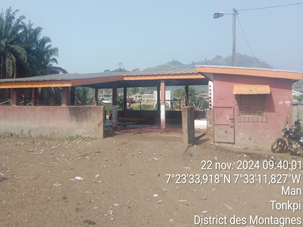 22 nov. 2024 09:40:01
7°23'33,918"N 7°33'11,827"W
Man
Tonkpi
District des Montagnes